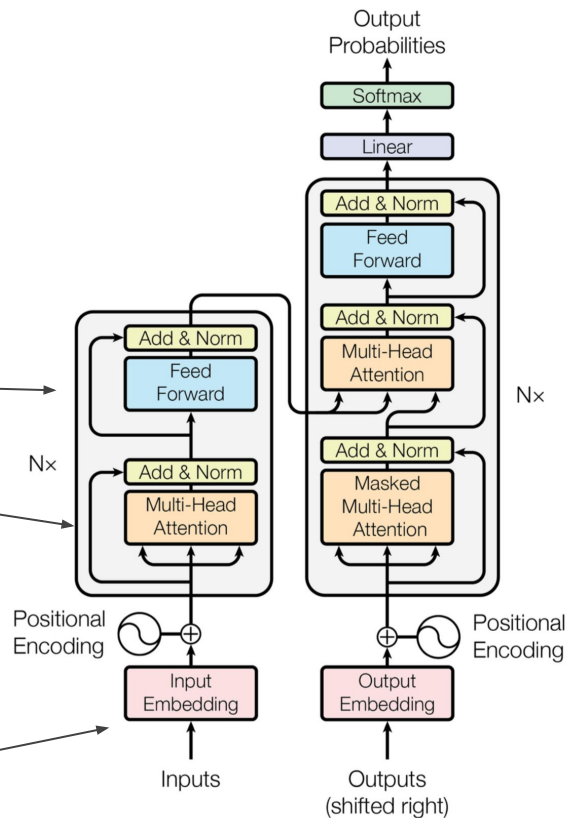 Output
Probabilities
Softmax
Linear
Add & Norm
Feed
Forward
Add & Norm
Multi-Head
Attention
N×
Add & Norm
Masked
Multi-Head
Attention
Add & Norm
Feed
Forward
Nx
Add & Norm
Multi-Head
Attention
Positional
Encoding
Positional
Encoding
Input
Embedding
Output
Embedding
Inputs
Outputs
(shifted right)